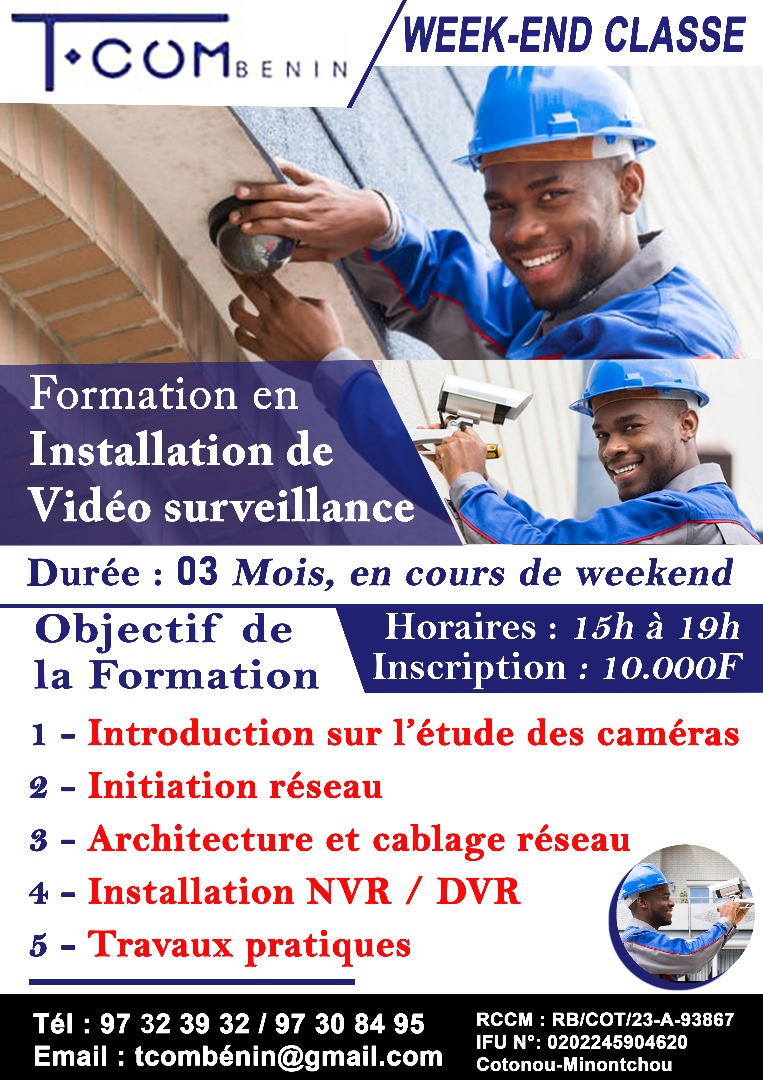 T•COM BENIN
WEEK-END CLASSE
Formation en
Installation de
Vidéo surveillance
Durée : 03 Mois, en cours de weekend
Objectif de
la Formation
Horaires : 15h à 19h
Inscription : 10.000F
1 - Introduction sur l'étude des caméras
2 - Initiation réseau
3 - Architecture et cablage réseau
4 - Installation NVR / DVR
5 - Travaux pratiques
Tél : 97 32 39 32 / 97 30 84 95
Email : tcombénin@gmail.com
RCCM : RB/COT/23-A-93867
IFU N°: 0202245904620
Cotonou-Minontchou